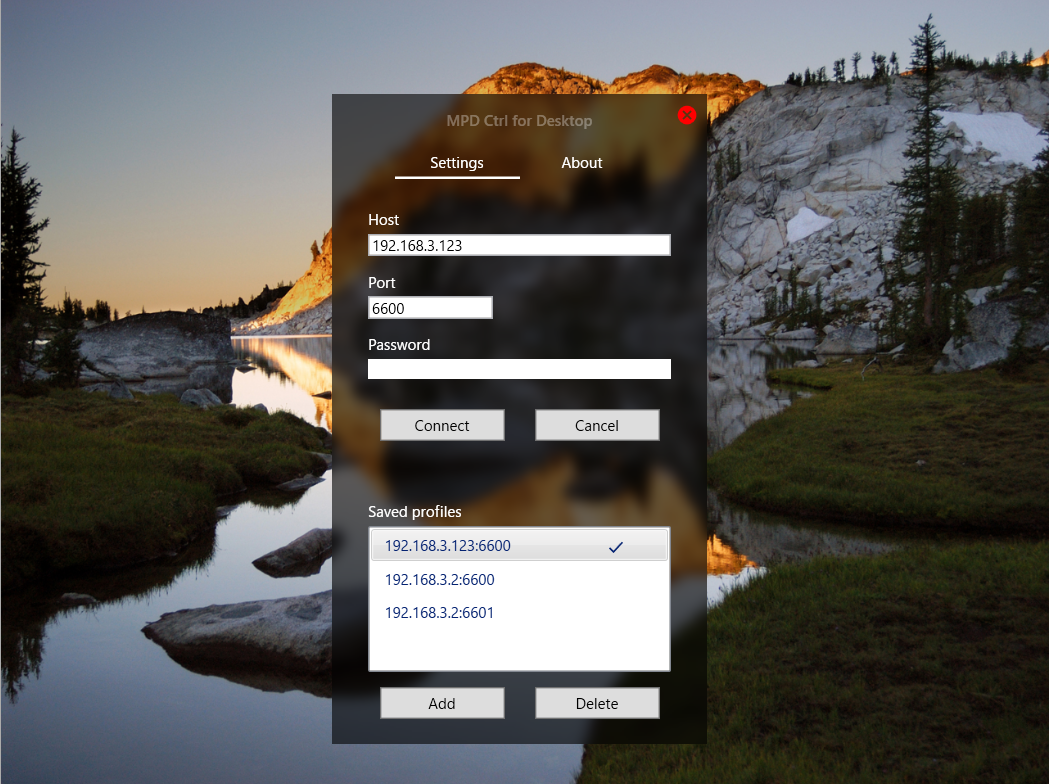 MPD Ctrl for Desktop
Settings About
Host
192.168.3.123
Port
6600
Password
Connect Cancel
Saved profiles
192.168.3.123:6600
192.168.3.2:6600
192.168.3.2:6601
Add Delete